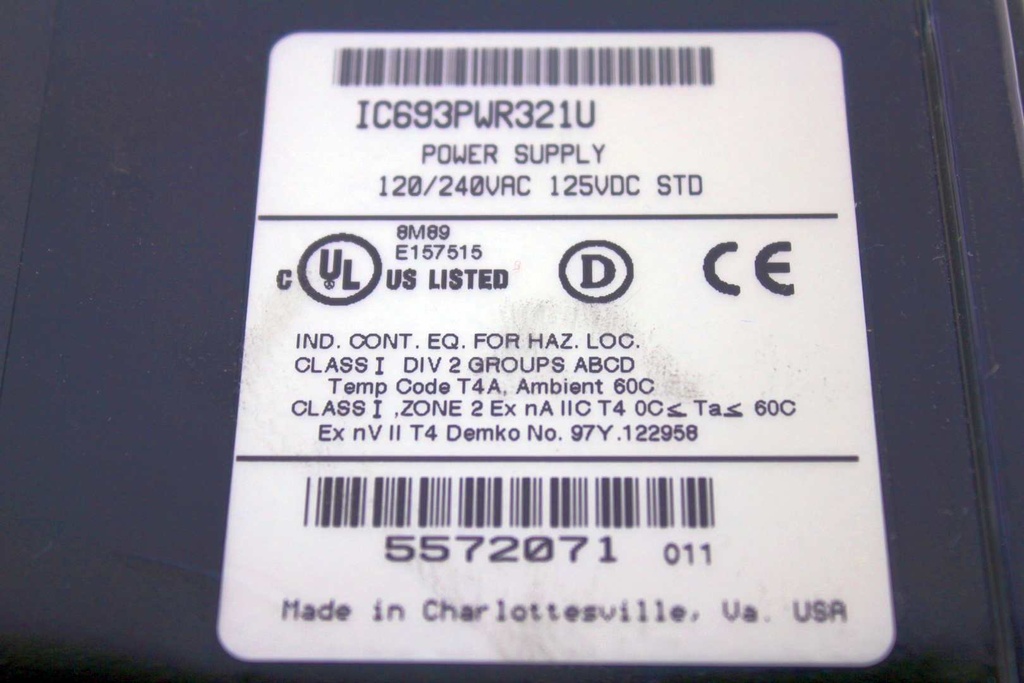 IC693PWR321U
POWER SUPPLY
120/240VAC 125VDC STD
8M89
E157515
C UL US LISTED
D
CE
IND. CONT. EQ. FOR HAZ. LOC.
CLASS I DIV 2 GROUPS ABCD
Temp Code T4A, Ambient 60C
CLASS I ,ZONE 2 Ex nA IIC T4 0C≤ Ta≤ 60C
Ex nV II T4 Demko No. 97Y.122958
5572071 011
Made in Charlottesville, Va. USA